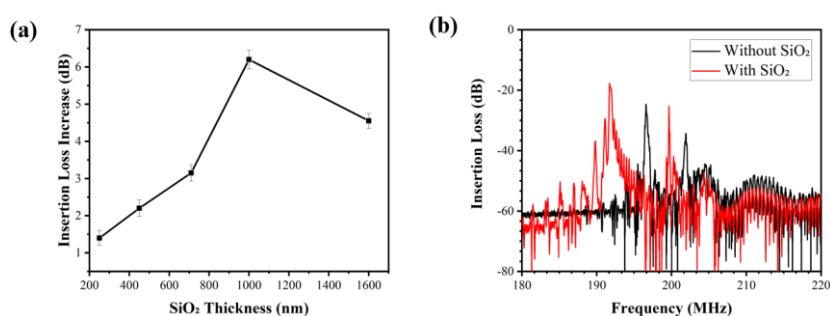 (a)
Insertion Loss Increase (dB)
7
6
5
4
3
2
1
200 400 600 800 1000 1200 1400 1600
SiO₂ Thickness (nm)
(b)
Insertion Loss (dB)
0
-20
-40
-60
-80
Without SiO₂
With SiO₂
180 190 200 210 220
Frequency (MHz)